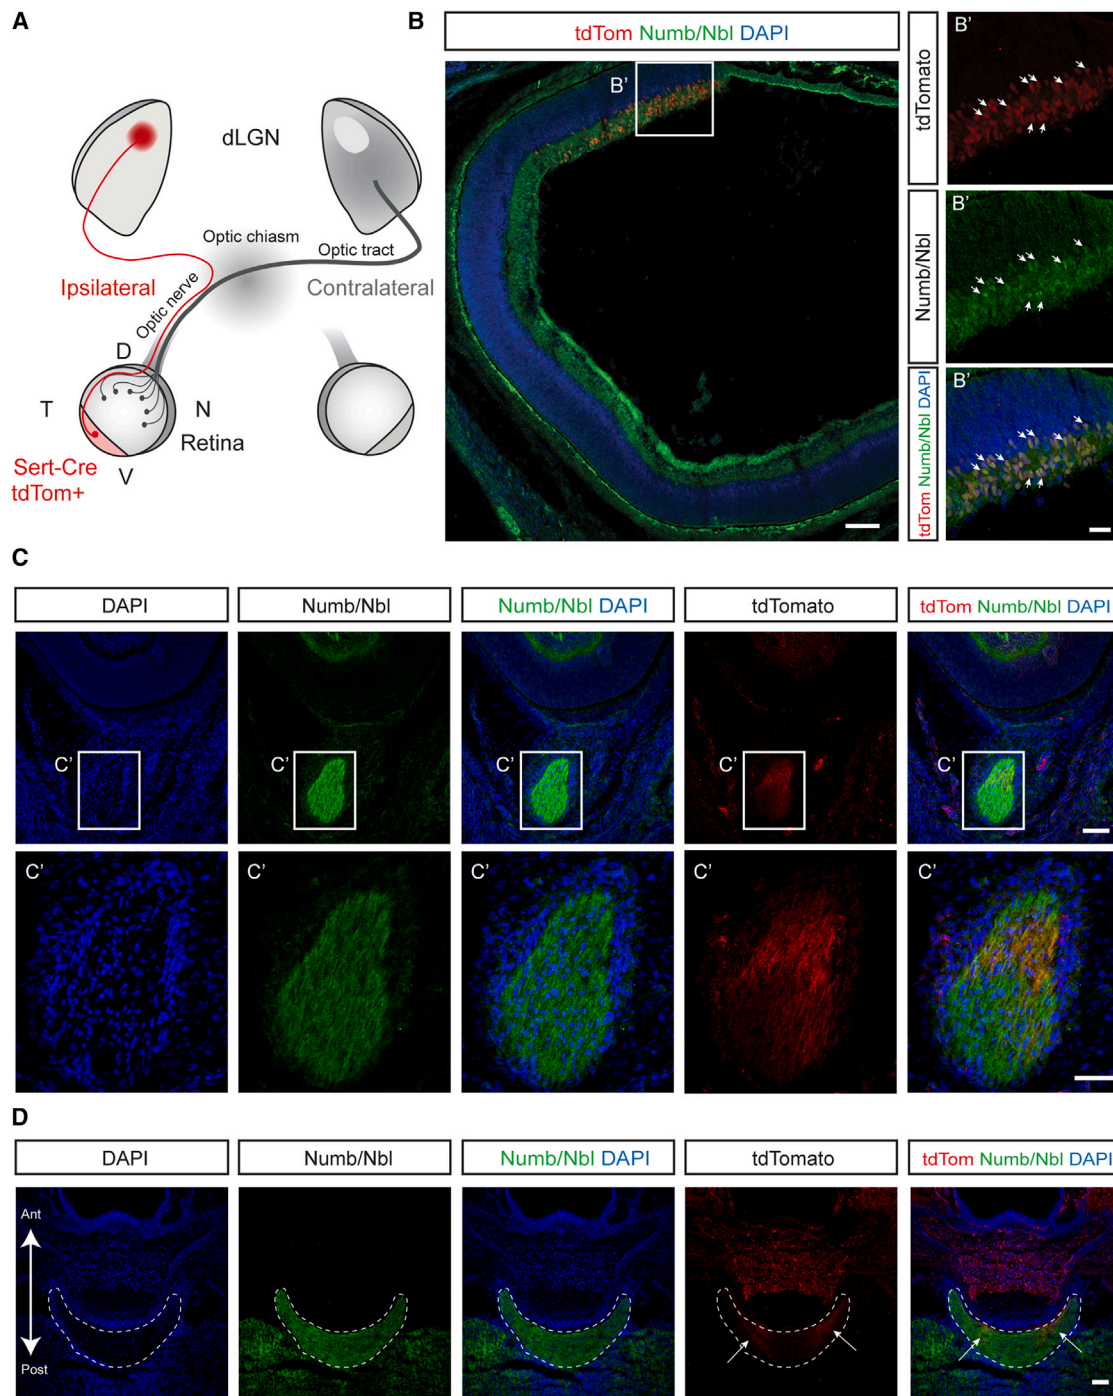 A
dLGN
Optic chiasm
Optic tract
Ipsilateral
Contralateral
Optic nerve
D
T
N
Retina
V
Sert-Cre
tdTom+
B
tdTom Numb/Nbl DAPI
B'
tdTomato
B'
Numb/Nbl
B'
tdTom Numb/Nbl DAPI
B'
C
DAPI
Numb/Nbl
Numb/Nbl DAPI
tdTomato
tdTom Numb/Nbl DAPI
C'
C'
C'
C'
C'
C'
C'
C'
C'
C'
D
DAPI
Numb/Nbl
Numb/Nbl DAPI
tdTomato
tdTom Numb/Nbl DAPI
Ant
Post